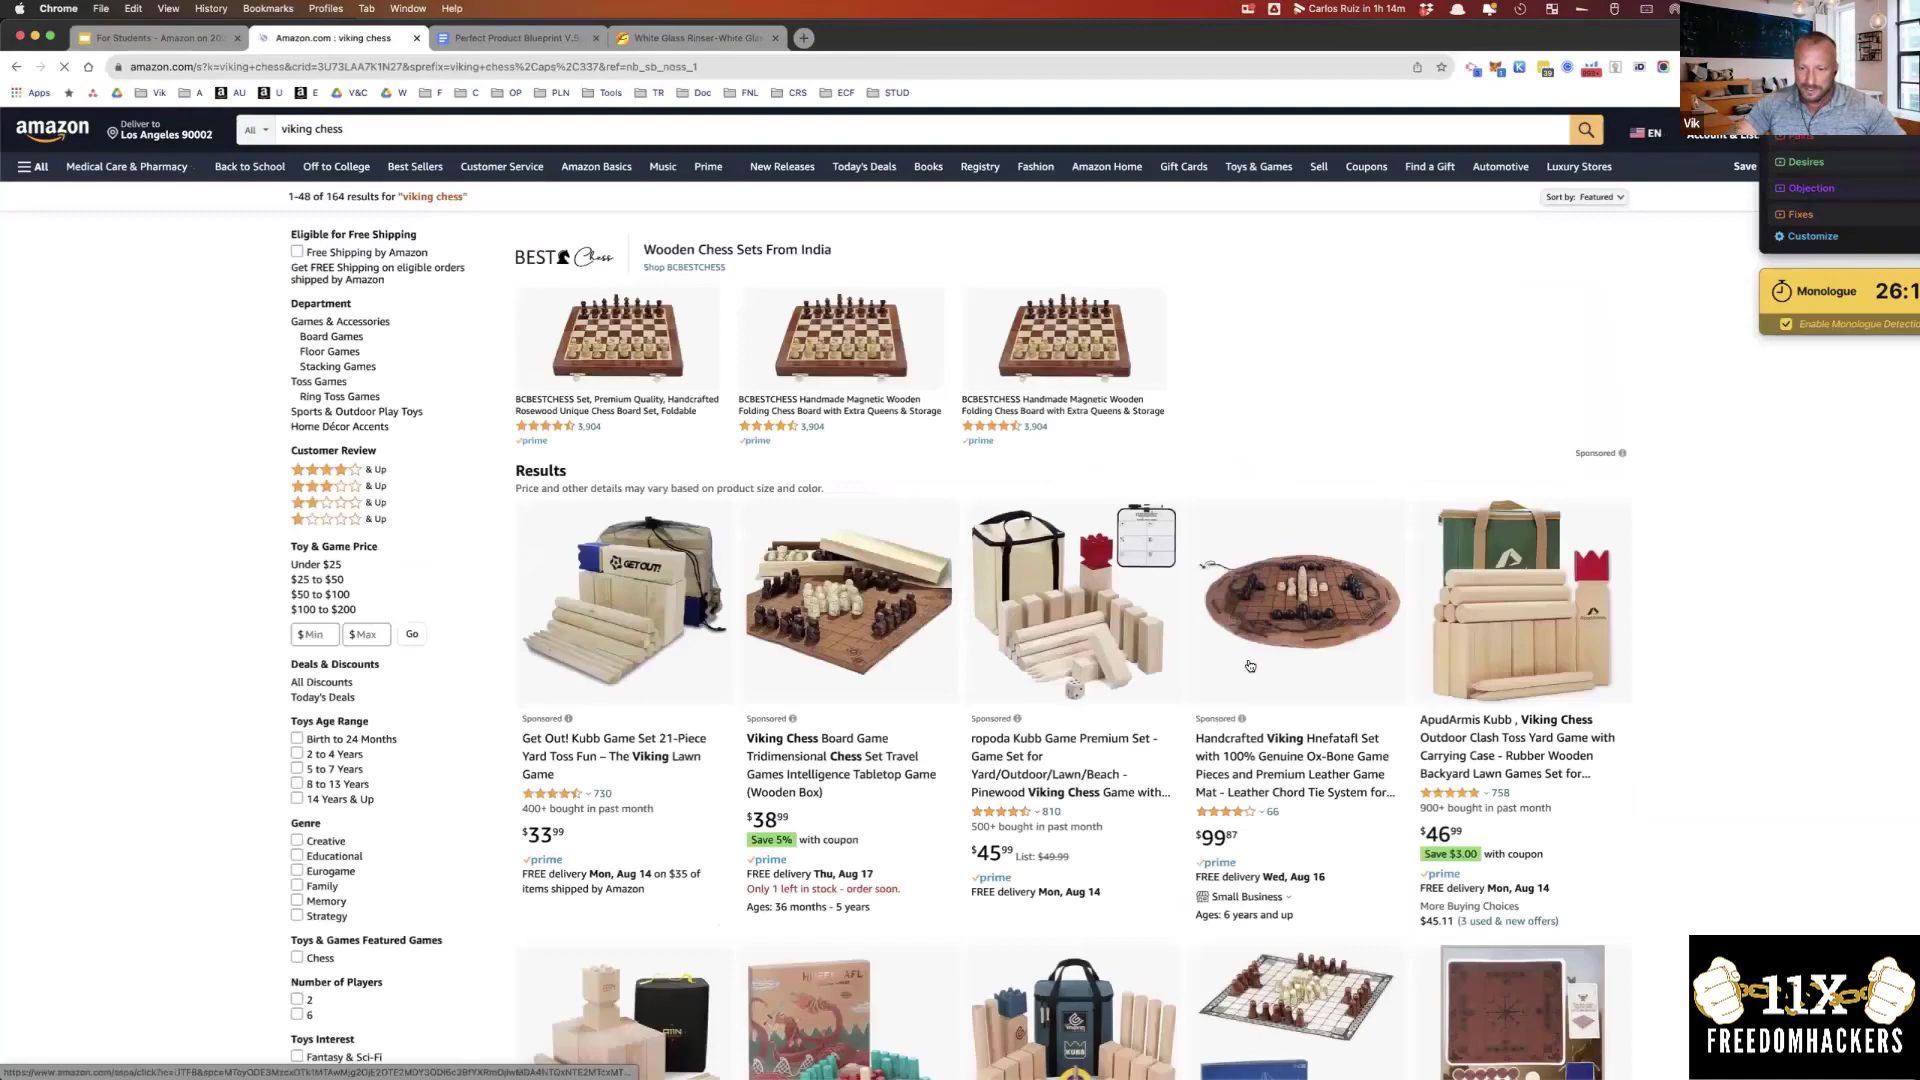 Chrome File Edit View History Bookmarks Profiles Tab Window Help
Carlos Ruiz in 1h 14m
For Students - Amazon on 20
Amazon.com : viking chess
Perfect Product Blueprint V.5
White Glass Rinser-White Gla
amazon.com/s?k=viking+chess&crid=3U73LAA7K1N27&sprefix=viking+chess%2Caps%2C337&ref=nb_sb_noss_1
Apps Vik A AU U E V&C W F C OP PLN Tools TR Doc FNL CRS ECF STUD
Vik
amazon
Deliver to
Los Angeles 90002
All
viking chess
EN
Account & List
All Medical Care & Pharmacy Back to School Off to College Best Sellers Customer Service Amazon Basics Music Prime New Releases Today's Deals Books Registry Fashion Amazon Home Gift Cards Toys & Games Sell Coupons Find a Gift Automotive Luxury Stores Save
Desires
Objection
Fixes
Customize
Monologue 26:1
Enable Monologue Detectio
1-48 of 164 results for "viking chess"
Sort by: Featured
Eligible for Free Shipping
Free Shipping by Amazon
Get FREE Shipping on eligible orders
shipped by Amazon
Department
Games & Accessories
Board Games
Floor Games
Stacking Games
Toss Games
Ring Toss Games
Sports & Outdoor Play Toys
Home Décor Accents
Customer Review
& Up
& Up
& Up
& Up
Toy & Game Price
Under $25
$25 to $50
$50 to $100
$100 to $200
$ Min $ Max Go
Deals & Discounts
All Discounts
Today's Deals
Toys Age Range
Birth to 24 Months
2 to 4 Years
5 to 7 Years
8 to 13 Years
14 Years & Up
Genre
Creative
Educational
Eurogame
Family
Memory
Strategy
Toys & Games Featured Games
Chess
Number of Players
2
6
Toys Interest
Fantasy & Sci-Fi
BEST Chess
Wooden Chess Sets From India
Shop BCBESTCHESS
BCBESTCHESS Set, Premium Quality, Handcrafted
Rosewood Unique Chess Board Set, Foldable
3,904
prime
BCBESTCHESS Handmade Magnetic Wooden
Folding Chess Board with Extra Queens & Storage
3,904
prime
BCBESTCHESS Handmade Magnetic Wooden
Folding Chess Board with Extra Queens & Storage
3,904
prime
Sponsored
Results
Price and other details may vary based on product size and color.
GET OUT!
Sponsored
Get Out! Kubb Game Set 21-Piece
Yard Toss Fun – The Viking Lawn
Game
730
400+ bought in past month
$33 99
prime
FREE delivery Mon, Aug 14 on $35 of
items shipped by Amazon
Sponsored
Viking Chess Board Game
Tridimensional Chess Set Travel
Games Intelligence Tabletop Game
(Wooden Box)
$38 99
Save 5% with coupon
prime
FREE delivery Thu, Aug 17
Only 1 left in stock - order soon.
Ages: 36 months - 5 years
Sponsored
ropoda Kubb Game Premium Set -
Game Set for
Yard/Outdoor/Lawn/Beach -
Pinewood Viking Chess Game with...
810
500+ bought in past month
$45 99 List: $49.99
prime
FREE delivery Mon, Aug 14
Sponsored
Handcrafted Viking Hnefatafl Set
with 100% Genuine Ox-Bone Game
Pieces and Premium Leather Game
Mat - Leather Chord Tie System for...
66
$99 87
prime
FREE delivery Wed, Aug 16
Small Business
Ages: 6 years and up
ApudArmis Kubb , Viking Chess
Outdoor Clash Toss Yard Game with
Carrying Case - Rubber Wooden
Backyard Lawn Games Set for...
758
900+ bought in past month
$46 99
Save $3.00 with coupon
prime
FREE delivery Mon, Aug 14
More Buying Choices
$45.11 (3 used & new offers)
KUBB
11X
FREEDOMHACKERS